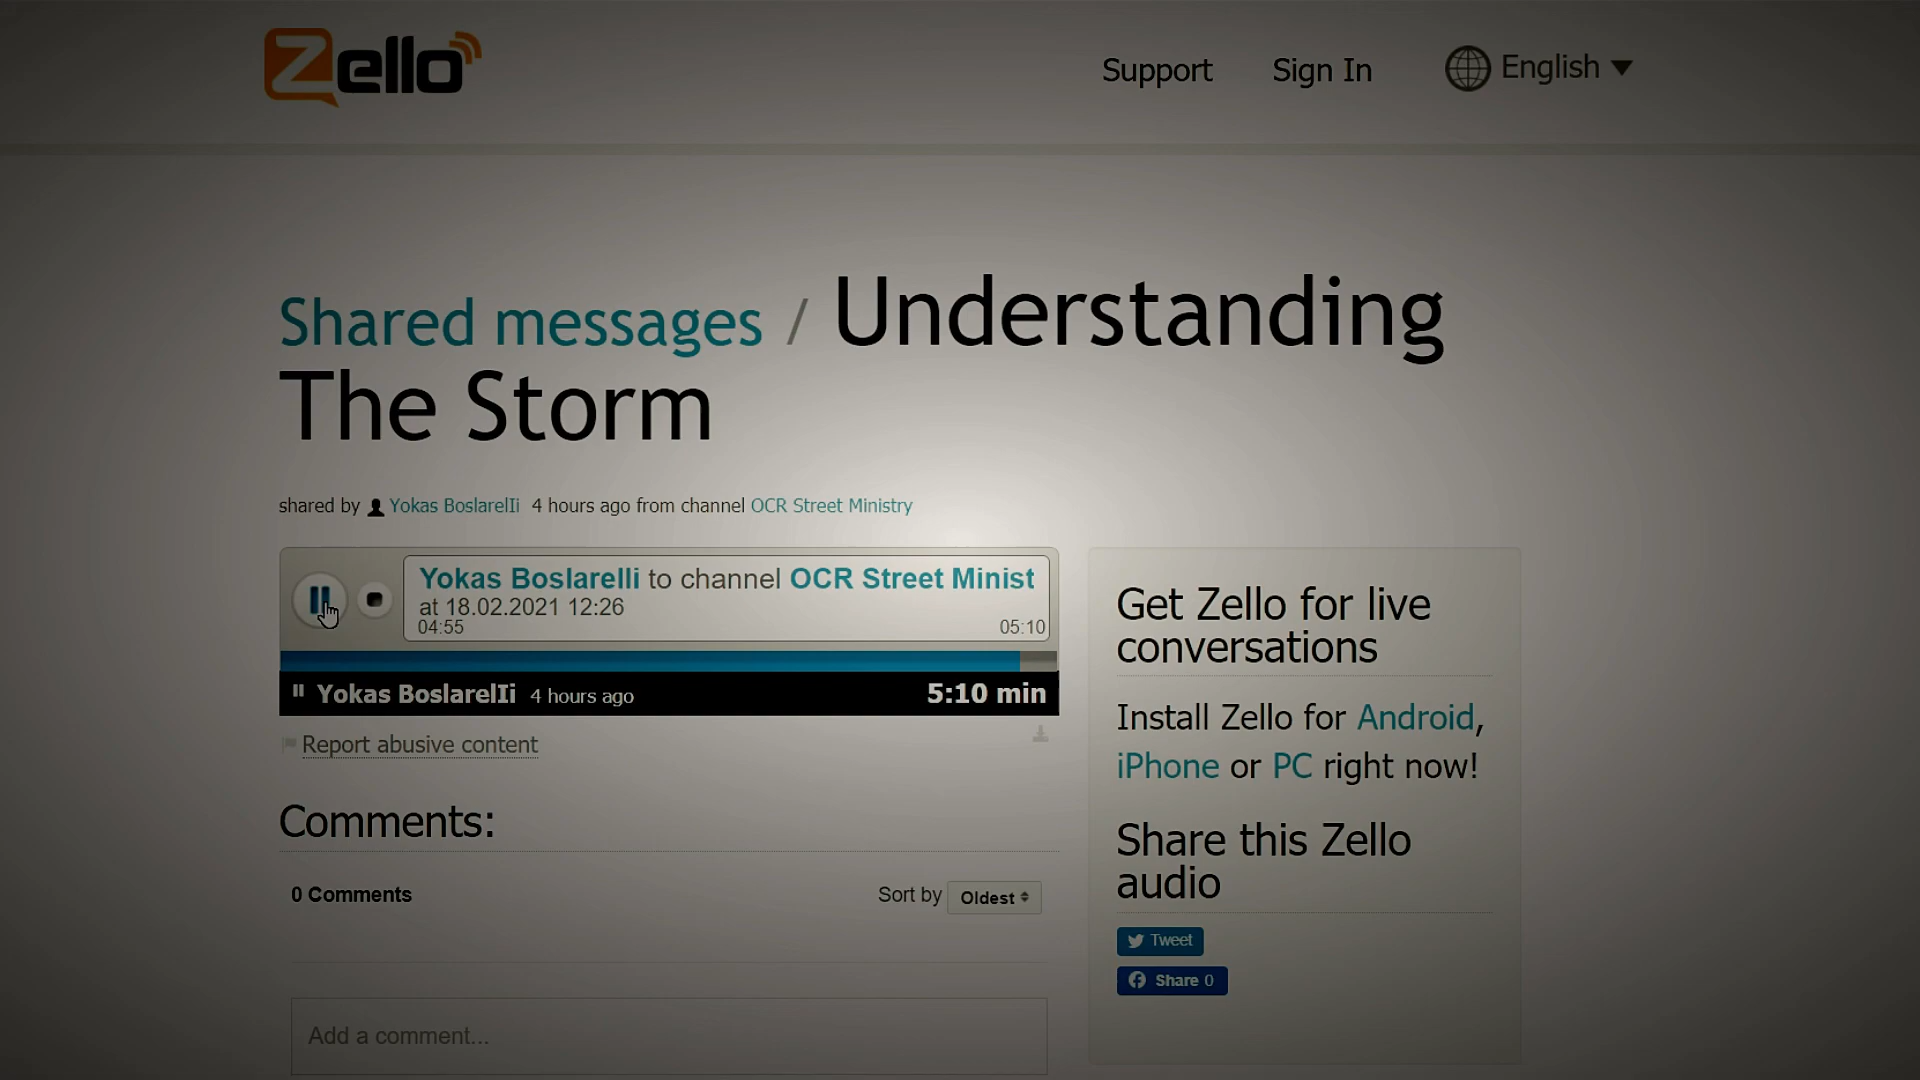 Zello
Support
Sign In
English
Shared messages / Understanding
The Storm
shared by Yokas BoslarelIi 4 hours ago from channel OCR Street Ministry
Yokas Boslarelli to channel OCR Street Minist
at 18.02.2021 12:26
04:55
05:10
Yokas BoslarelIi 4 hours ago
5:10 min
Report abusive content
Comments:
0 Comments
Sort by Oldest
Add a comment...
Get Zello for live
conversations
Install Zello for Android,
iPhone or PC right now!
Share this Zello
audio
Tweet
Share 0